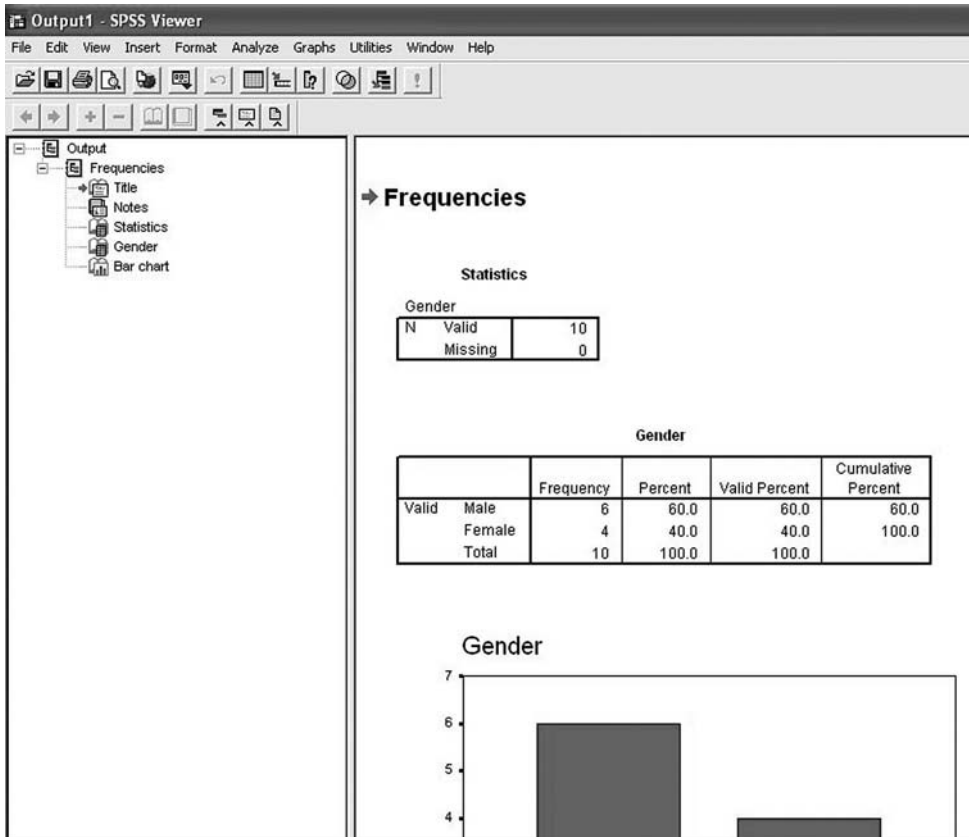 Output1 - SPSS Viewer
File Edit View Insert Format Analyze Graphs Utilities Window Help
Output
Frequencies
Title
Notes
Statistics
Gender
Bar chart
Frequencies
Statistics
Gender
N Valid 10
Missing 0
Gender
Frequency Percent Valid Percent Cumulative Percent
Valid Male 6 60.0 60.0 60.0
Female 4 40.0 40.0 100.0
Total 10 100.0 100.0
Gender
7
6
5
4